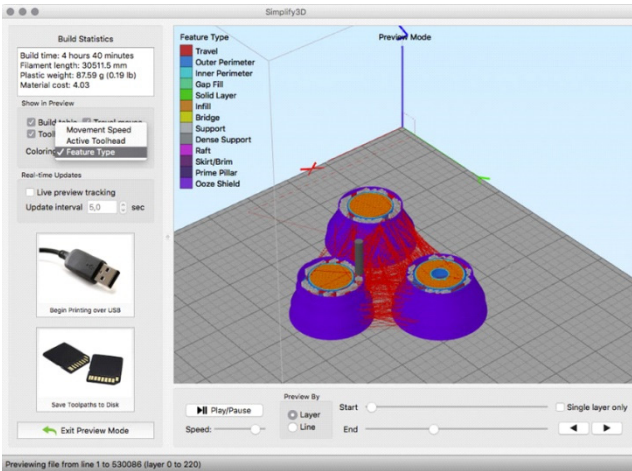 Simplify3D
Build Statistics
Build time: 4 hours 40 minutes
Filament length: 30511.5 mm
Plastic weight: 87.59 g (0.19 lb)
Material cost: 4.03
Show in Preview
Build table
Travel moves
Movement Speed
Active Toolhead
Coloring
✓ Feature Type
Real-time Updates
Live preview tracking
Update interval 5,0 sec
Begin Printing over USB
Save Toolpaths to Disk
Exit Preview Mode
Feature Type
Travel
Outer Perimeter
Inner Perimeter
Gap Fill
Solid Layer
Infill
Bridge
Support
Dense Support
Raft
Skirt/Brim
Prime Pillar
Ooze Shield
Preview Mode
Play/Pause
Speed:
Preview By
Layer
Line
Start
End
Single layer only
Previewing file from line 1 to 530086 (layer 0 to 220)